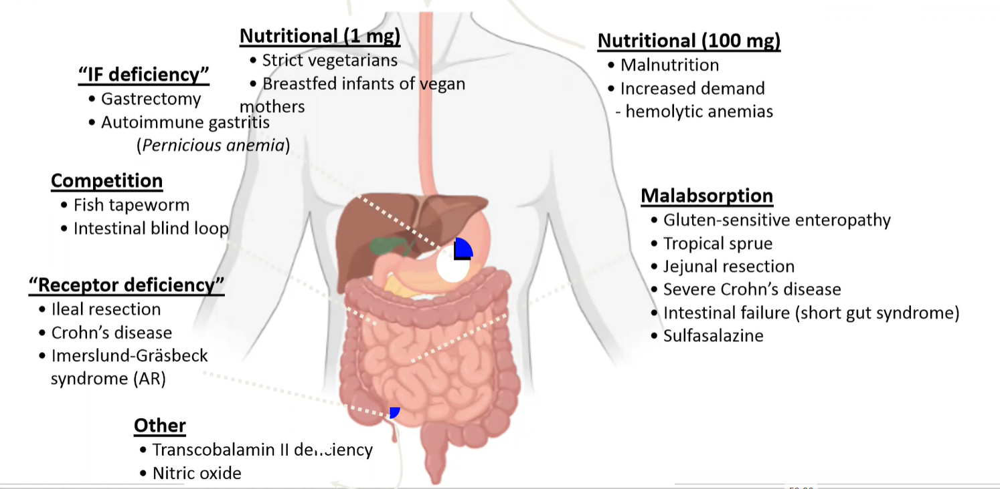 Nutritional (1 mg)
• Strict vegetarians
• Breastfed infants of vegan
mothers
“IF deficiency”
• Gastrectomy
• Autoimmune gastritis
(Pernicious anemia)
Competition
• Fish tapeworm
• Intestinal blind loop
“Receptor deficiency”
• Ileal resection
• Crohn’s disease
• Imerslund-Gräsbeck
syndrome (AR)
Other
• Transcobalamin II
• Nitric oxide
Nutritional (100 mg)
• Malnutrition
• Increased demand
- hemolytic anemias
Malabsorption
• Gluten-sensitive enteropathy
• Tropical sprue
• Jejunal resection
• Severe Crohn’s disease
• Intestinal failure (short gut syndrome)
• Sulfasalazine